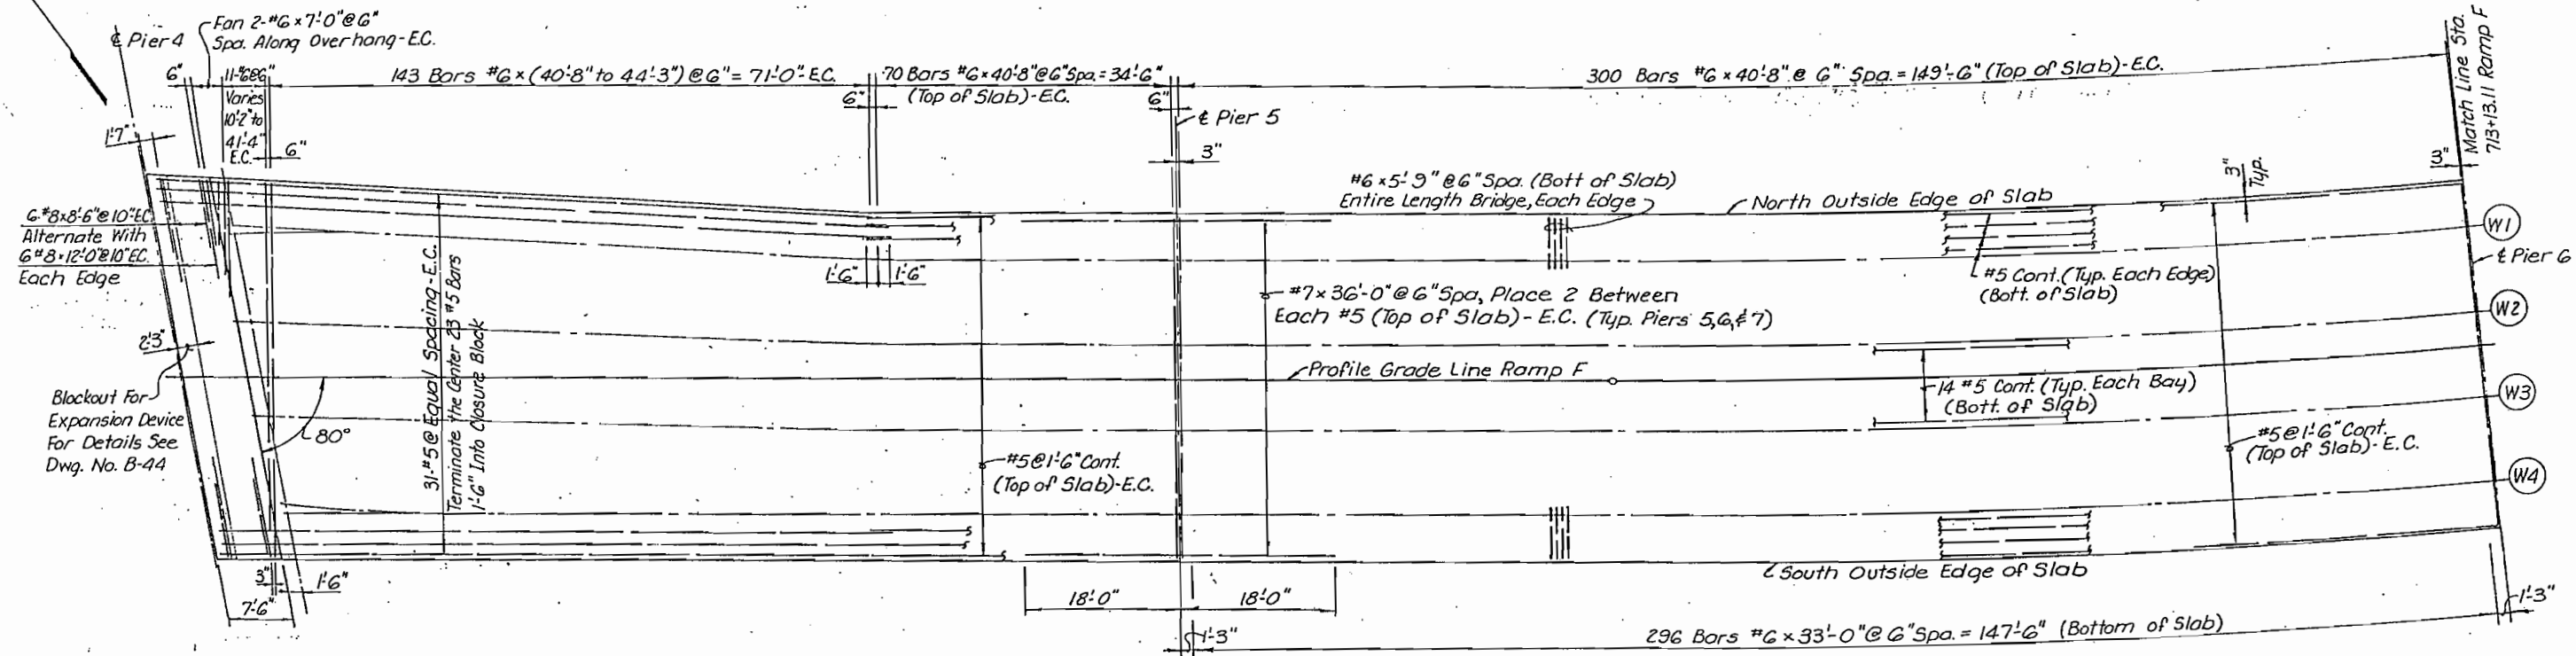 ℄ Pier 4
Fan 2-#6 x 7'-0" @ 6"
Spa. Along Overhang-E.C.
6"
11-#6@6"
Varies
10'-2" to
41'-4"
E.C.
6"
143 Bars #6 x (40'-8" to 44'-3") @ 6" = 71'-0" E.C.
70 Bars #6 x 40'-8" @ 6" Spa. = 34'-6"
(Top of Slab)-E.C.
6"
6"
300 Bars #6 x 40'-8" @ 6" Spa. = 149'-6" (Top of Slab)-E.C.
Match Line Sta.
713+13.11 Ramp F
℄ Pier 5
3"
3"
3"
Typ.
1'-7"
6-#8x8'-6"@10"EC
Alternate With
6#8x12'-0"@10"EC.
Each Edge
#6 x 5'-9" @ 6" Spa. (Bott of Slab)
Entire Length Bridge, Each Edge
North Outside Edge of Slab
W1
℄ Pier 6
#5 Cont. (Typ. Each Edge)
(Bott. of Slab)
1'-6"
1'-6"
#7 x 36'-0" @ 6" Spa, Place 2 Between
Each #5 (Top of Slab) - E.C. (Typ. Piers 5, 6, & 7)
W2
2'-3"
Blockout For
Expansion Device
For Details See
Dwg. No. B-44
80°
31-#5 @ Equal Spacing-E.C.
Terminate the Center 23 #5 Bars
1'-6" Into Closure Block
Profile Grade Line Ramp F
14 #5 Cont. (Typ. Each Bay)
(Bott. of Slab)
W3
#5@1'-6" Cont.
(Top of Slab)-E.C.
#5@1'-6" Cont.
(Top of Slab)-E.C.
W4
South Outside Edge of Slab
3"
1'-6"
7'-6"
18'-0"
18'-0"
1'-3"
1'-3"
296 Bars #6 x 33'-0" @ 6" Spa. = 147'-6" (Bottom of Slab)